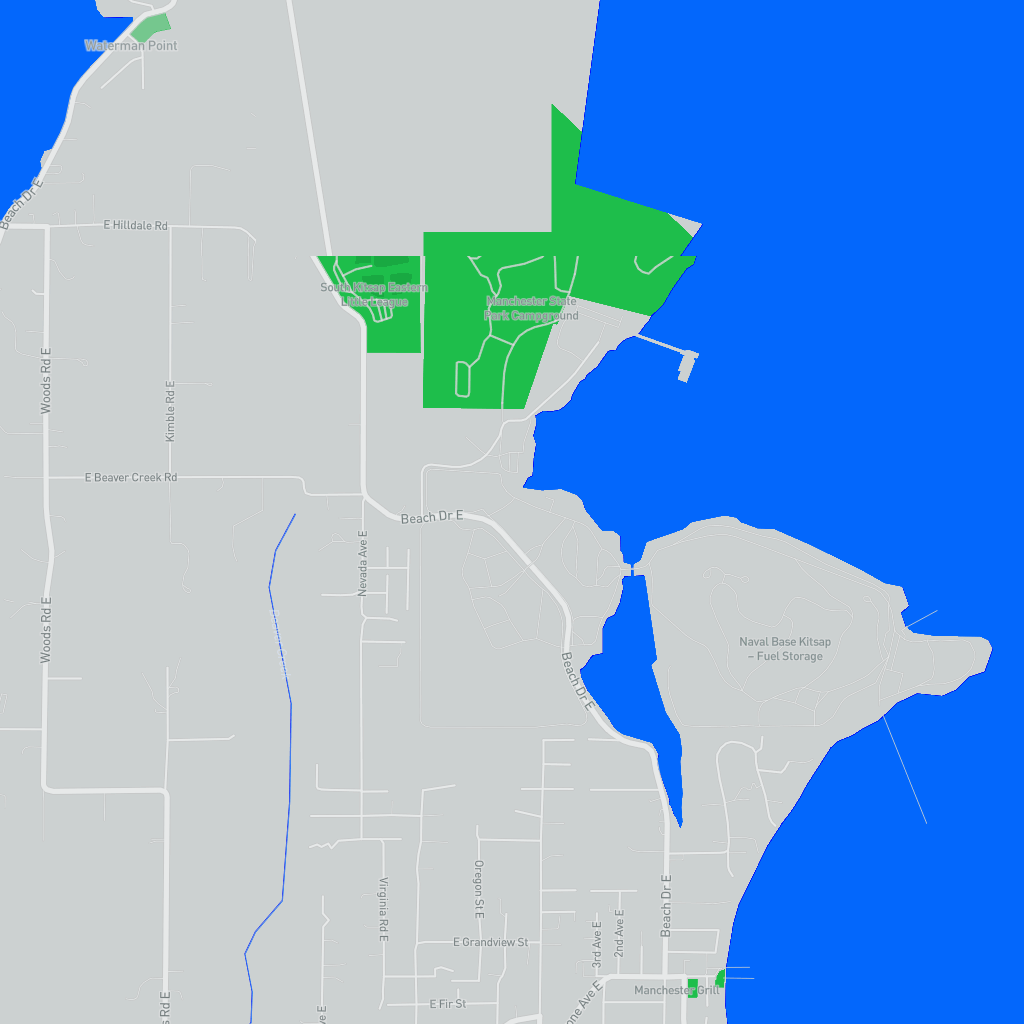 Waterman Point
Beach Dr E
E Hilldale Rd
South Kitsap Eastern
Little League
Manchester State
Park Campground
Woods Rd E
Kimble Rd E
E Beaver Creek Rd
Beach Dr E
Nevada Ave E
Woods Rd E
Naval Base Kitsap
– Fuel Storage
Beach Dr E
Virginia Rd E
Oregon St E
Beach Dr E
3rd Ave E
2nd Ave E
E Grandview St
Manchester Grill
E Fir St
one Ave E
s Rd E
ve E